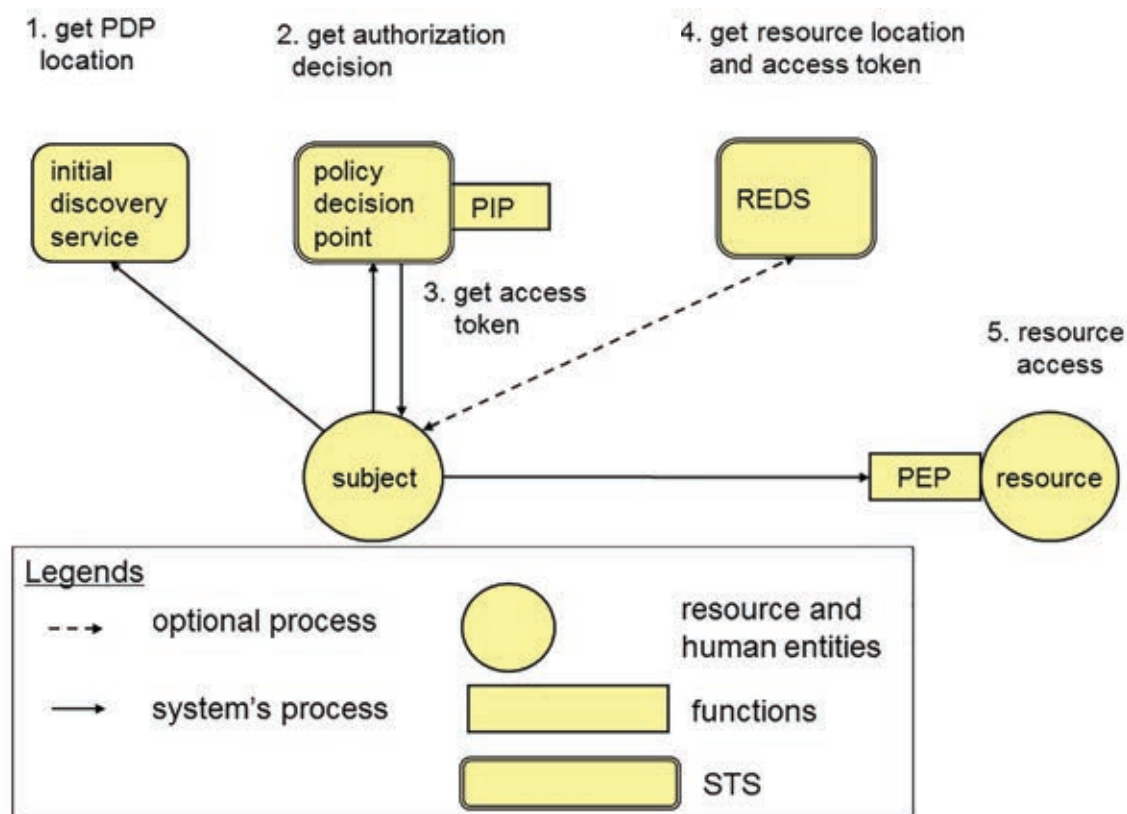 1. get PDP
location
2. get authorization
decision
4. get resource location
and access token
initial
discovery
service
policy
decision
point
PIP
REDS
3. get access
token
5. resource
access
subject
PEP
resource
Legends
optional process
resource and
human entities
system's process
functions
STS